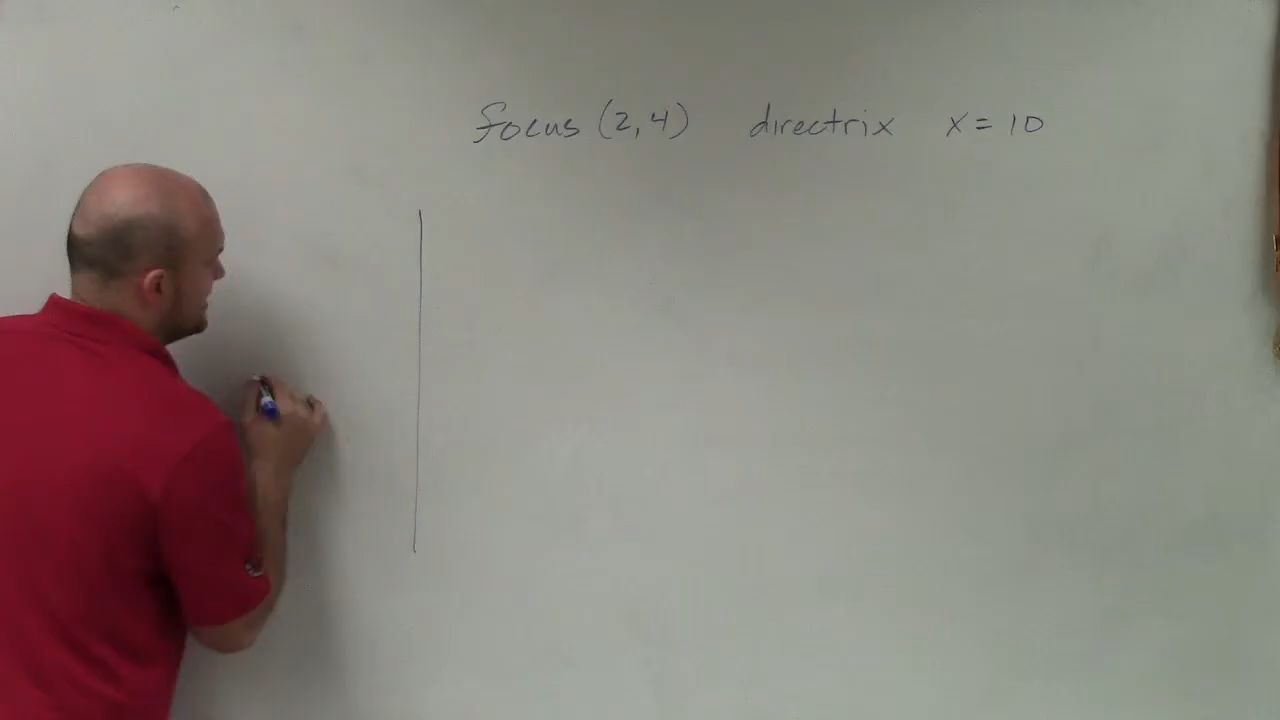 focus (2,4) directrix x = 10